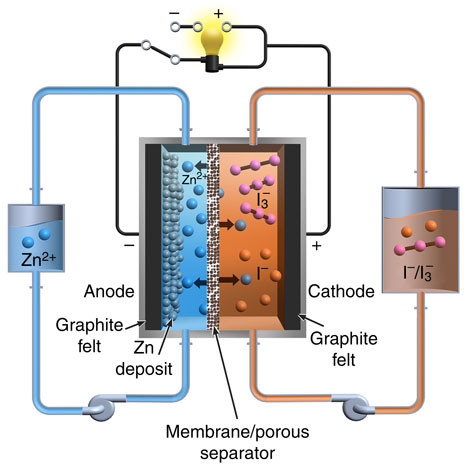 − +
Zn2+
I3−
I−
Zn2+
I−/I3−
− +
Anode
Cathode
Graphite
felt
Zn
deposit
Graphite
felt
Membrane/porous
separator